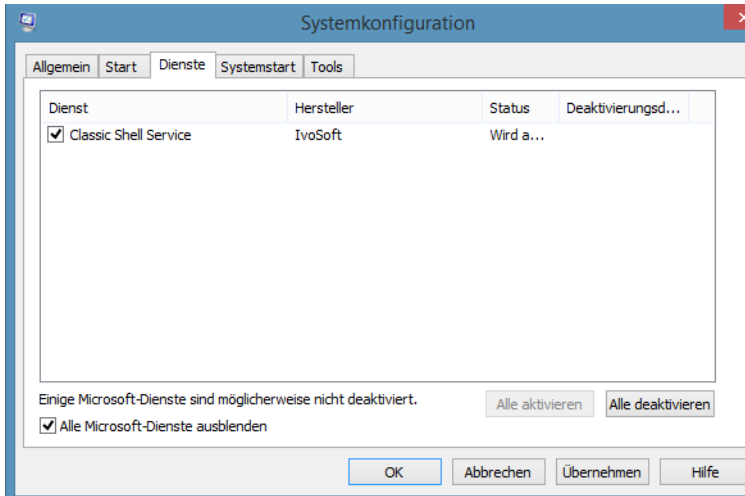 Systemkonfiguration
Allgemein Start Dienste Systemstart Tools
Dienst Hersteller Status Deaktivierungsd...
Classic Shell Service IvoSoft Wird a...
Einige Microsoft-Dienste sind möglicherweise nicht deaktiviert.
Alle aktivieren Alle deaktivieren
Alle Microsoft-Dienste ausblenden
OK Abbrechen Übernehmen Hilfe